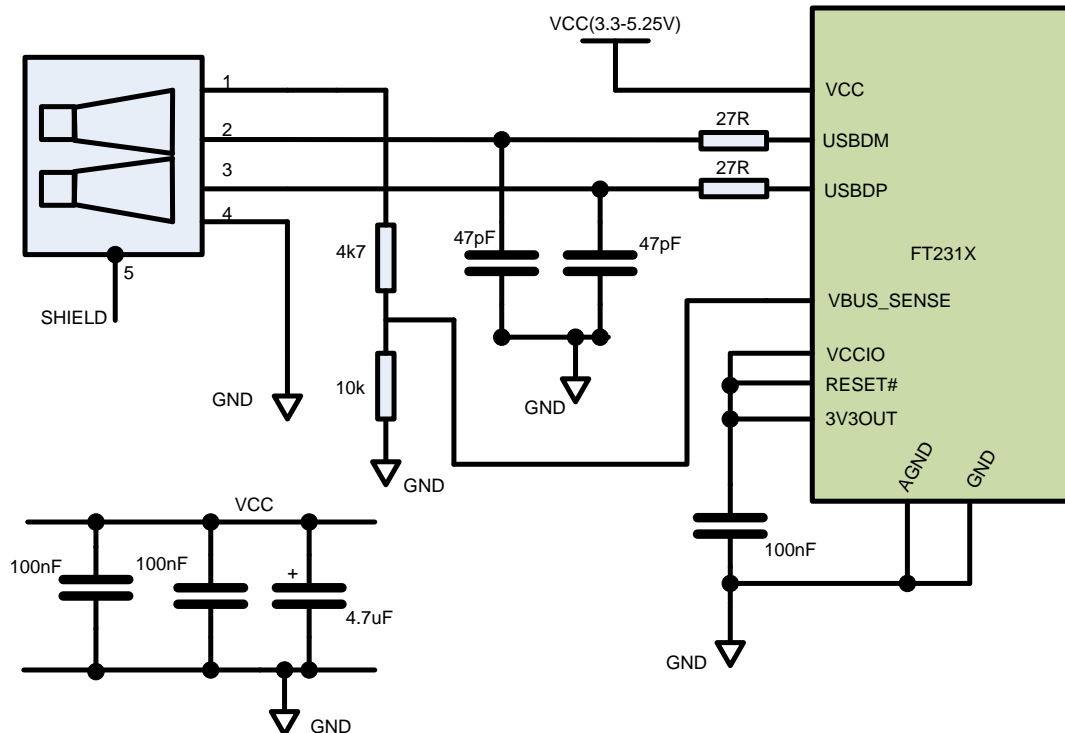 VCC(3.3-5.25V)
1
VCC
27R
2
USBDM
27R
3
USBDP
4
47pF
47pF
4k7
FT231X
5
VBUS_SENSE
SHIELD
VCCIO
RESET#
10k
GND
GND
3V3OUT
AGND
GND
GND
VCC
100nF
100nF
100nF
+
4.7uF
GND
GND